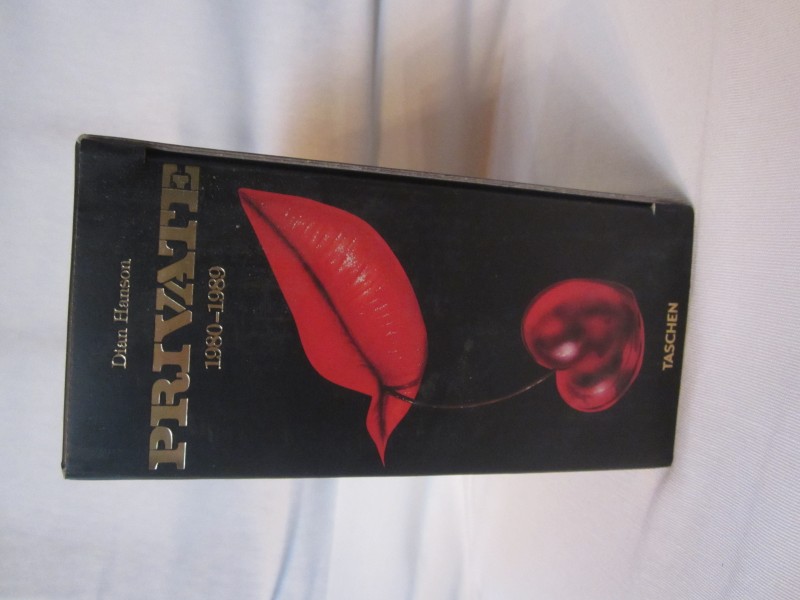 Dian Hanson
PRIVATE
1980–1989
TASCHEN